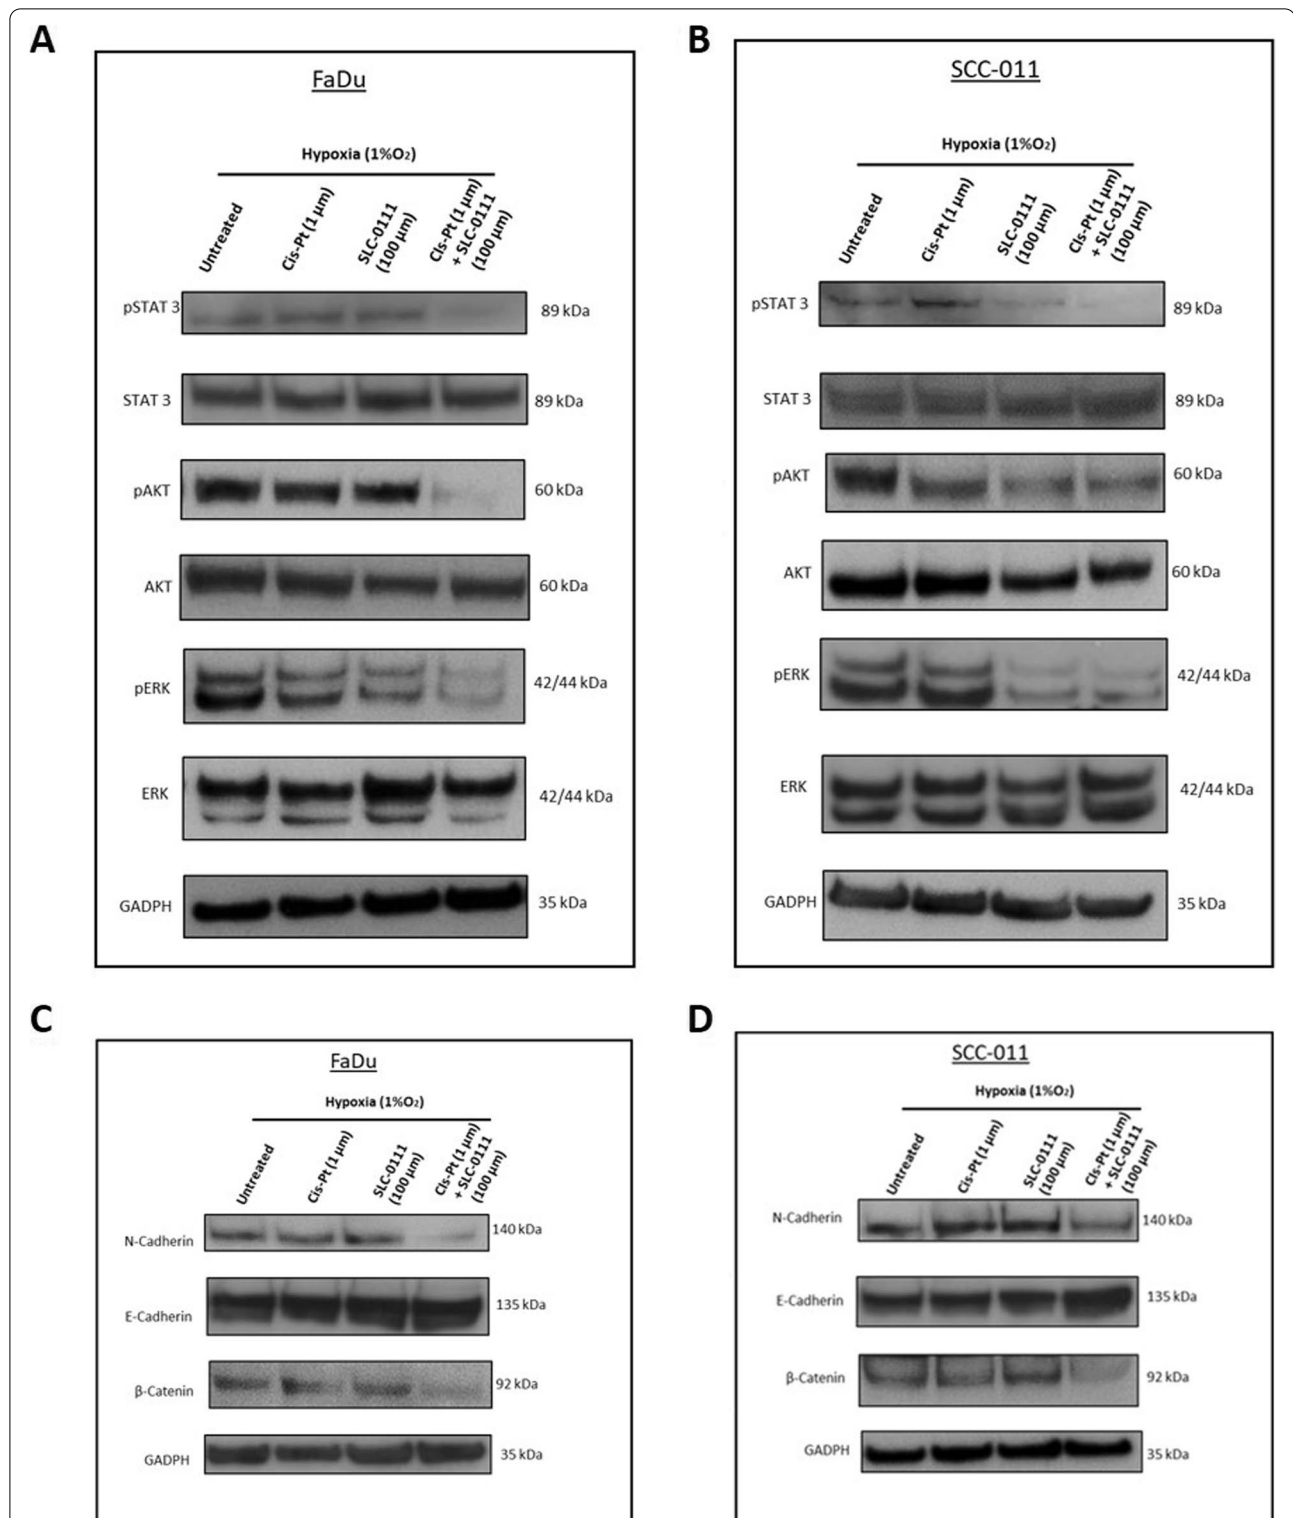 A
FaDu
Hypoxia (1%O₂)
Untreated
Cis-Pt (1 µm)
SLC-0111
(100 µm)
Cis-Pt (1 µm)
+ SLC-0111
(100 µm)
pSTAT 3
89 kDa
STAT 3
89 kDa
pAKT
60 kDa
AKT
60 kDa
pERK
42/44 kDa
ERK
42/44 kDa
GADPH
35 kDa
B
SCC-011
Hypoxia (1%O₂)
Untreated
Cis-Pt (1 µm)
SLC-0111
(100 µm)
Cis-Pt (1 µm)
+ SLC-0111
(100 µm)
pSTAT 3
89 kDa
STAT 3
89 kDa
pAKT
60 kDa
AKT
60 kDa
pERK
42/44 kDa
ERK
42/44 kDa
GADPH
35 kDa
C
FaDu
Hypoxia (1%O₂)
Untreated
Cis-Pt (1 µm)
SLC-0111
(100 µm)
Cis-Pt (1 µm)
+ SLC-0111
(100 µm)
N-Cadherin
140 kDa
E-Cadherin
135 kDa
β-Catenin
92 kDa
GADPH
35 kDa
D
SCC-011
Hypoxia (1%O₂)
Untreated
Cis-Pt (1 µm)
SLC-0111
(100 µm)
Cis-Pt (1 µm)
+ SLC-0111
(100 µm)
N-Cadherin
140 kDa
E-Cadherin
135 kDa
β-Catenin
92 kDa
GADPH
35 kDa